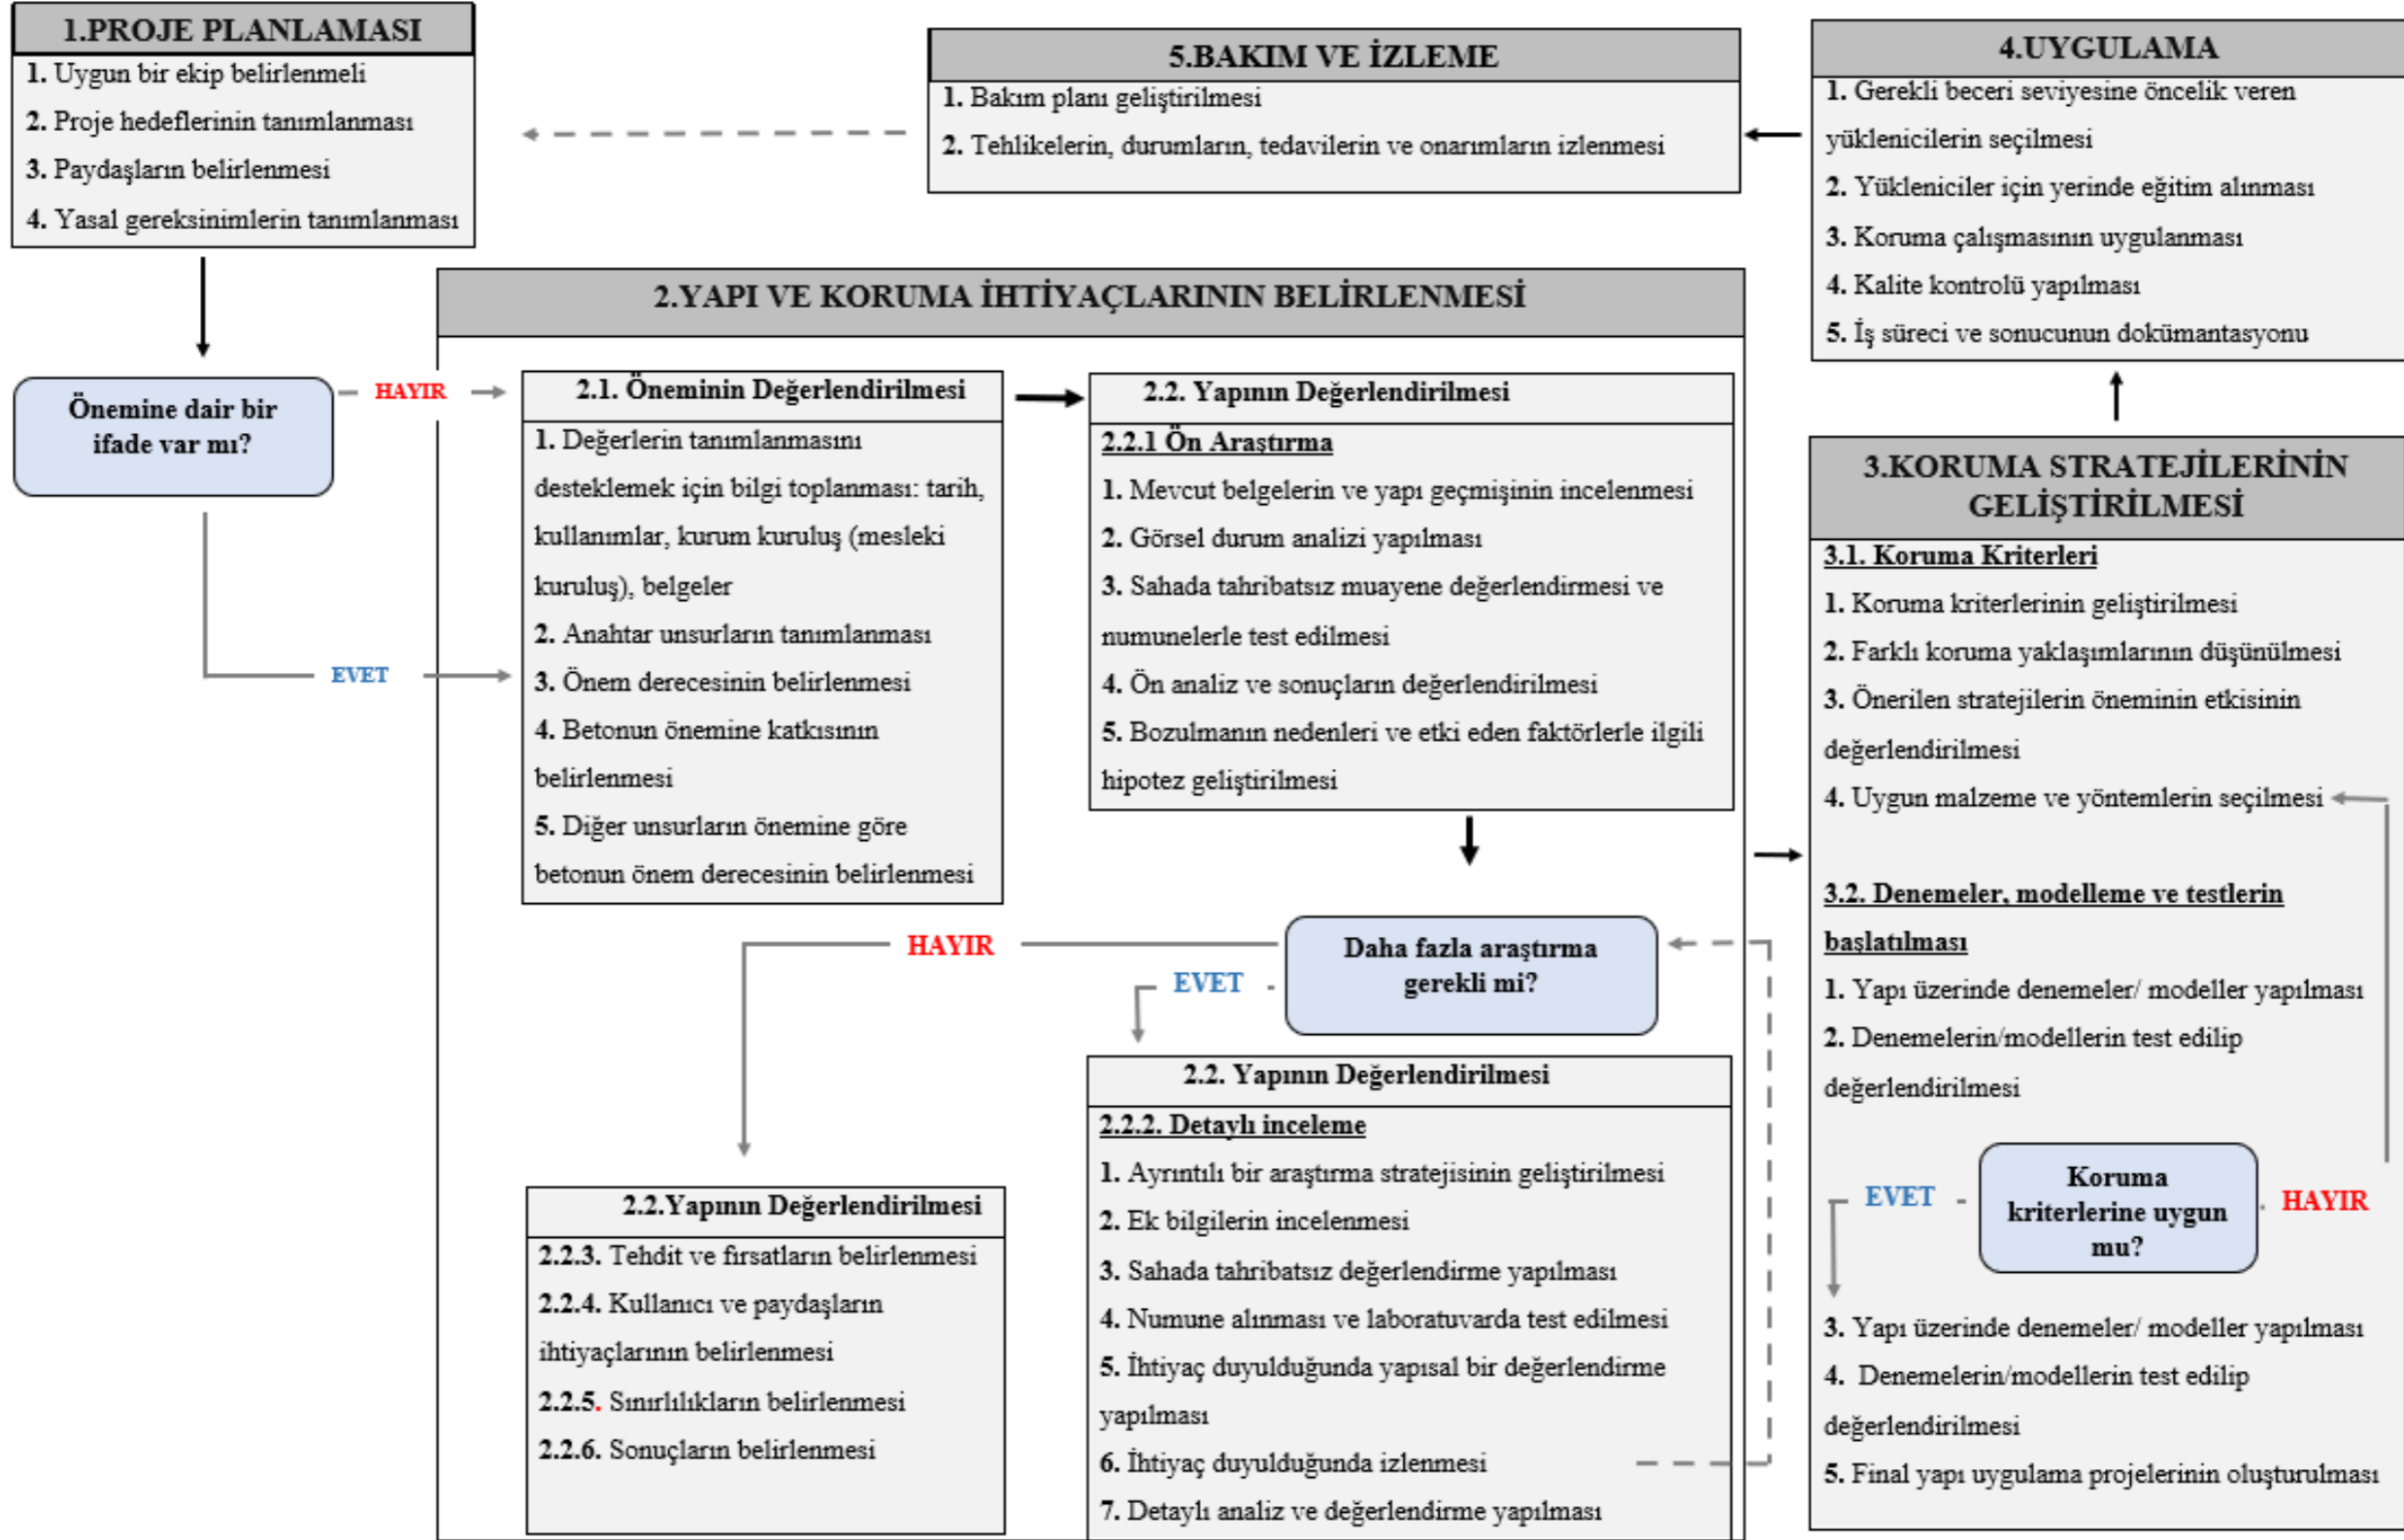 1.PROJE PLANLAMASI
1. Uygun bir ekip belirlenmeli
2. Proje hedeflerinin tanımlanması
3. Paydaşların belirlenmesi
4. Yasal gereksinimlerin tanımlanması
5.BAKIM VE İZLEME
1. Bakım planı geliştirilmesi
2. Tehlikelerin, durumların, tedavilerin ve onarımların izlenmesi
4.UYGULAMA
1. Gerekli beceri seviyesine öncelik veren
yüklenicilerin seçilmesi
2. Yükleniciler için yerinde eğitim alınması
3. Koruma çalışmasının uygulanması
4. Kalite kontrolü yapılması
5. İş süreci ve sonucunun dokümantasyonu
Önemine dair bir
ifade var mı?
HAYIR
EVET
2.YAPI VE KORUMA İHTİYAÇLARININ BELİRLENMESİ
2.1. Öneminin Değerlendirilmesi
1. Değerlerin tanımlanmasını
desteklemek için bilgi toplanması: tarih,
kullanımlar, kurum kuruluş (mesleki
kuruluş), belgeler
2. Anahtar unsurların tanımlanması
3. Önem derecesinin belirlenmesi
4. Betonun önemine katkısının
belirlenmesi
5. Diğer unsurların önemine göre
betonun önem derecesinin belirlenmesi
2.2. Yapının Değerlendirilmesi
2.2.1 Ön Araştırma
1. Mevcut belgelerin ve yapı geçmişinin incelenmesi
2. Görsel durum analizi yapılması
3. Sahada tahribatsız muayene değerlendirmesi ve
numunelerle test edilmesi
4. Ön analiz ve sonuçların değerlendirilmesi
5. Bozulmanın nedenleri ve etki eden faktörlerle ilgili
hipotez geliştirilmesi
Daha fazla araştırma
gerekli mi?
HAYIR
EVET
2.2.Yapının Değerlendirilmesi
2.2.3. Tehdit ve fırsatların belirlenmesi
2.2.4. Kullanıcı ve paydaşların
ihtiyaçlarının belirlenmesi
2.2.5. Sınırlılıkların belirlenmesi
2.2.6. Sonuçların belirlenmesi
2.2. Yapının Değerlendirilmesi
2.2.2. Detaylı inceleme
1. Ayrıntılı bir araştırma stratejisinin geliştirilmesi
2. Ek bilgilerin incelenmesi
3. Sahada tahribatsız değerlendirme yapılması
4. Numune alınması ve laboratuvarda test edilmesi
5. İhtiyaç duyulduğunda yapısal bir değerlendirme
yapılması
6. İhtiyaç duyulduğunda izlenmesi
7. Detaylı analiz ve değerlendirme yapılması
3.KORUMA STRATEJİLERİNİN
GELİŞTİRİLMESİ
3.1. Koruma Kriterleri
1. Koruma kriterlerinin geliştirilmesi
2. Farklı koruma yaklaşımlarının düşünülmesi
3. Önerilen stratejilerin öneminin etkisinin
değerlendirilmesi
4. Uygun malzeme ve yöntemlerin seçilmesi
3.2. Denemeler, modelleme ve testlerin
başlatılması
1. Yapı üzerinde denemeler/ modeller yapılması
2. Denemelerin/modellerin test edilip
değerlendirilmesi
Koruma
kriterlerine uygun
mu?
EVET
HAYIR
3. Yapı üzerinde denemeler/ modeller yapılması
4. Denemelerin/modellerin test edilip
değerlendirilmesi
5. Final yapı uygulama projelerinin oluşturulması